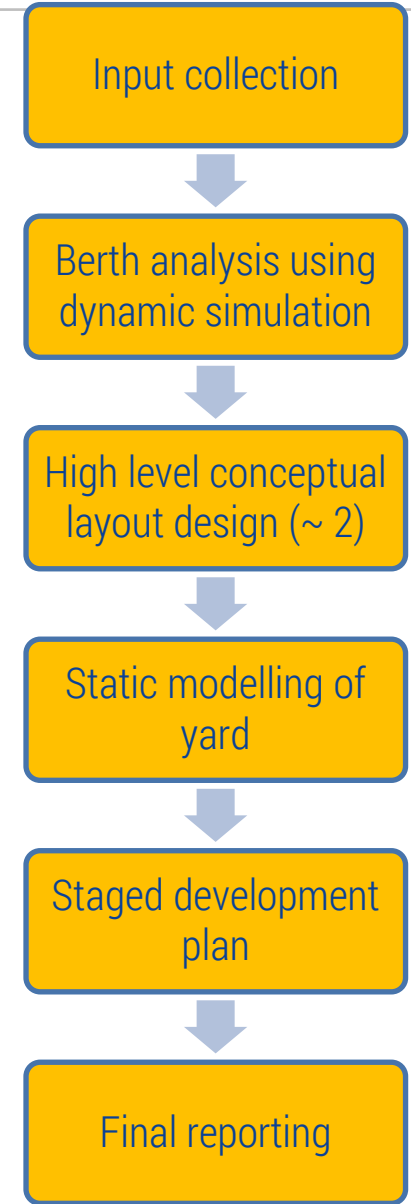 Input collection
Berth analysis using
dynamic simulation
High level conceptual
layout design (~ 2)
Static modelling of
yard
Staged development
plan
Final reporting